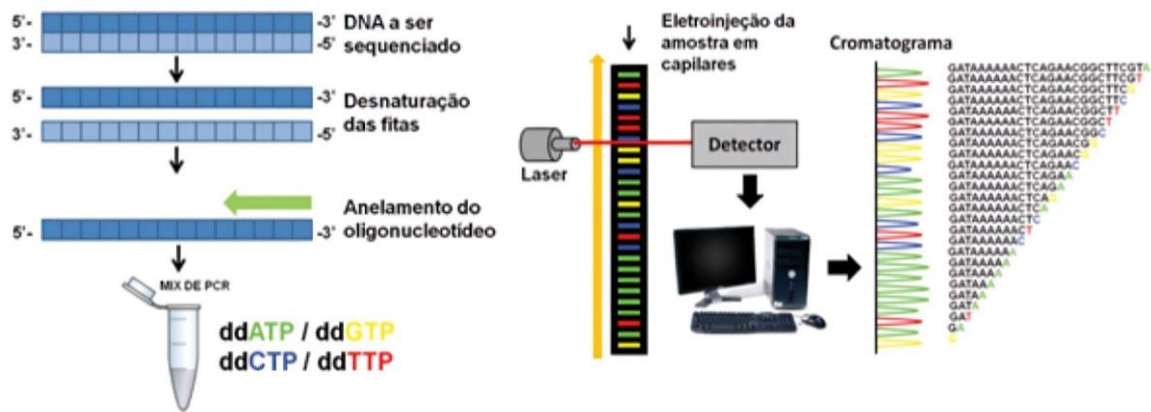 5'-
-3'
3'-
-5'
DNA a ser
sequenciado
5'-
-3'
3'-
-5'
Desnaturação
das fitas
5'-
-3'
Anelamento do
oligonucleotídeo
MIX DE PCR
ddATP / ddGTP
ddCTP / ddTTP
Eletroinjeção da
amostra em
capilares
Laser
Detector
Cromatograma
GATAAAAAACTCAGAACGGCTTCGTA
GATAAAAAACTCAGAACGGCTTCGT
GATAAAAAACTCAGAACGGCTTCG
GATAAAAAACTCAGAACGGCTTC
GATAAAAAACTCAGAACGGCTT
GATAAAAAACTCAGAACGGCT
GATAAAAAACTCAGAACGGC
GATAAAAAACTCAGAACGG
GATAAAAAACTCAGAACG
GATAAAAAACTCAGAAC
GATAAAAAACTCAGAA
GATAAAAAACTCAGA
GATAAAAAACTCAG
GATAAAAAACTCA
GATAAAAAACTC
GATAAAAAACT
GATAAAAAAC
GATAAAAAA
GATAAAAA
GATAAAA
GATAAA
GATAA
GATA
GAT
GA
G